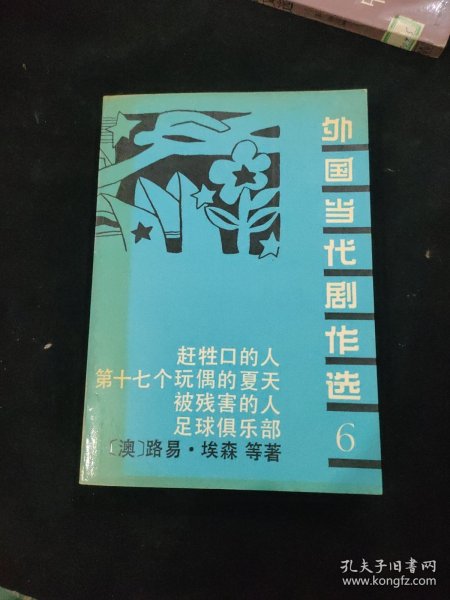 外国当代剧作选
6
赶牲口的人
第十七个玩偶的夏天
被残害的人
足球俱乐部
〔澳〕路易·埃森 等著
孔夫子旧书网
www.kongfz.com